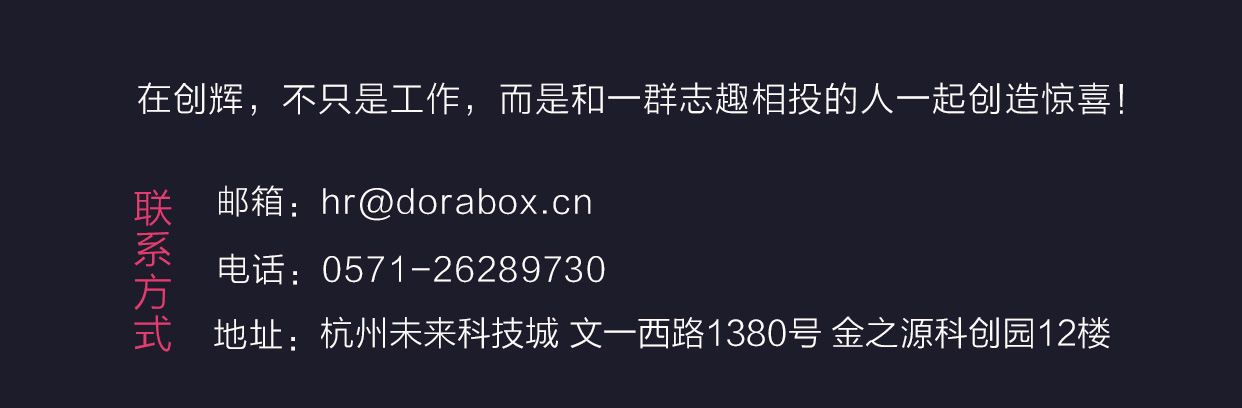 在创辉，不只是工作，而是和一群志趣相投的人一起创造惊喜！
联系方式
邮箱：hr@dorabox.cn
电话：0571-26289730
地址：杭州未来科技城 文一西路1380号 金之源科创园12楼